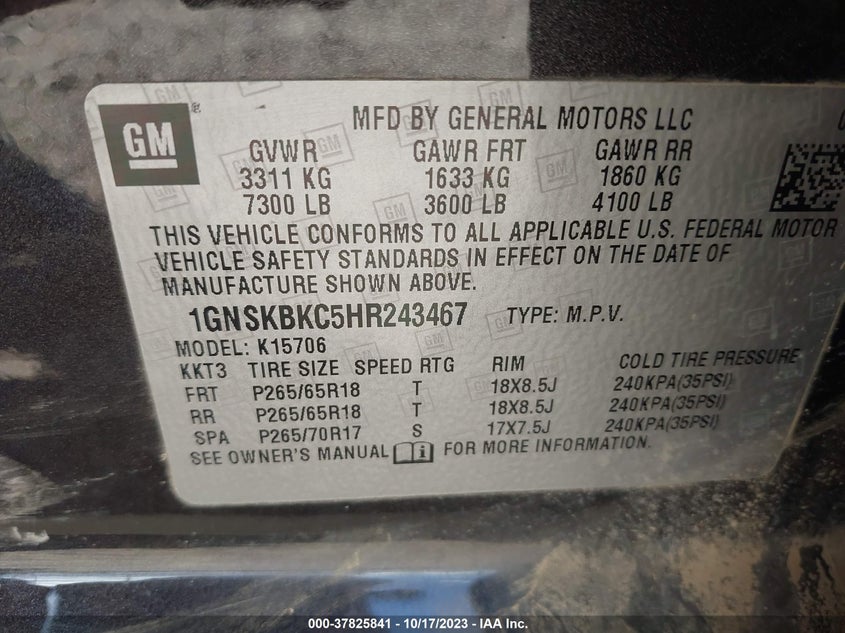 GM ®
MFD BY GENERAL MOTORS LLC
GVWR GAWR FRT GAWR RR
3311 KG 1633 KG 1860 KG
7300 LB 3600 LB 4100 LB
THIS VEHICLE CONFORMS TO ALL APPLICABLE U.S. FEDERAL MOTOR
VEHICLE SAFETY STANDARDS IN EFFECT ON THE DATE OF
MANUFACTURE SHOWN ABOVE.
1GNSKBKC5HR243467 TYPE: M.P.V.
MODEL: K15706
KKT3 TIRE SIZE SPEED RTG RIM COLD TIRE PRESSURE
FRT P265/65R18 T 18X8.5J 240KPA(35PSI)
RR P265/65R18 T 18X8.5J 240KPA(35PSI)
SPA P265/70R17 S 17X7.5J 240KPA(35PSI)
SEE OWNER'S MANUAL FOR MORE INFORMATION.
000-37825841 - 10/17/2023 - IAA Inc.